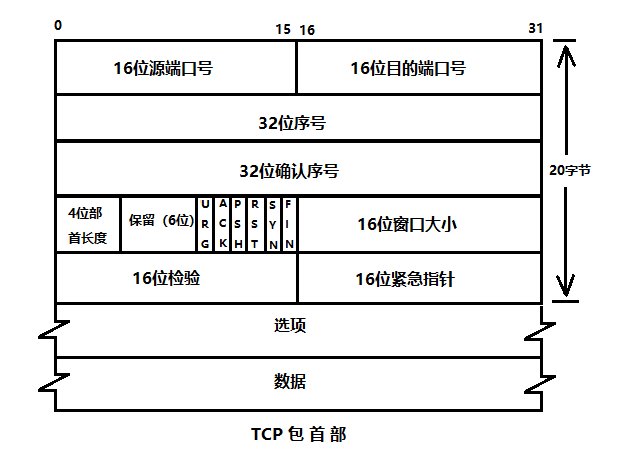 0 15 16 31
16位源端口号 16位目的端口号
32位序号
20字节
32位确认序号
4位部首长度 保留（6位） URG ACK PSH RST SYN FIN 16位窗口大小
16位检验 16位紧急指针
选项
数据
TCP 包 首 部